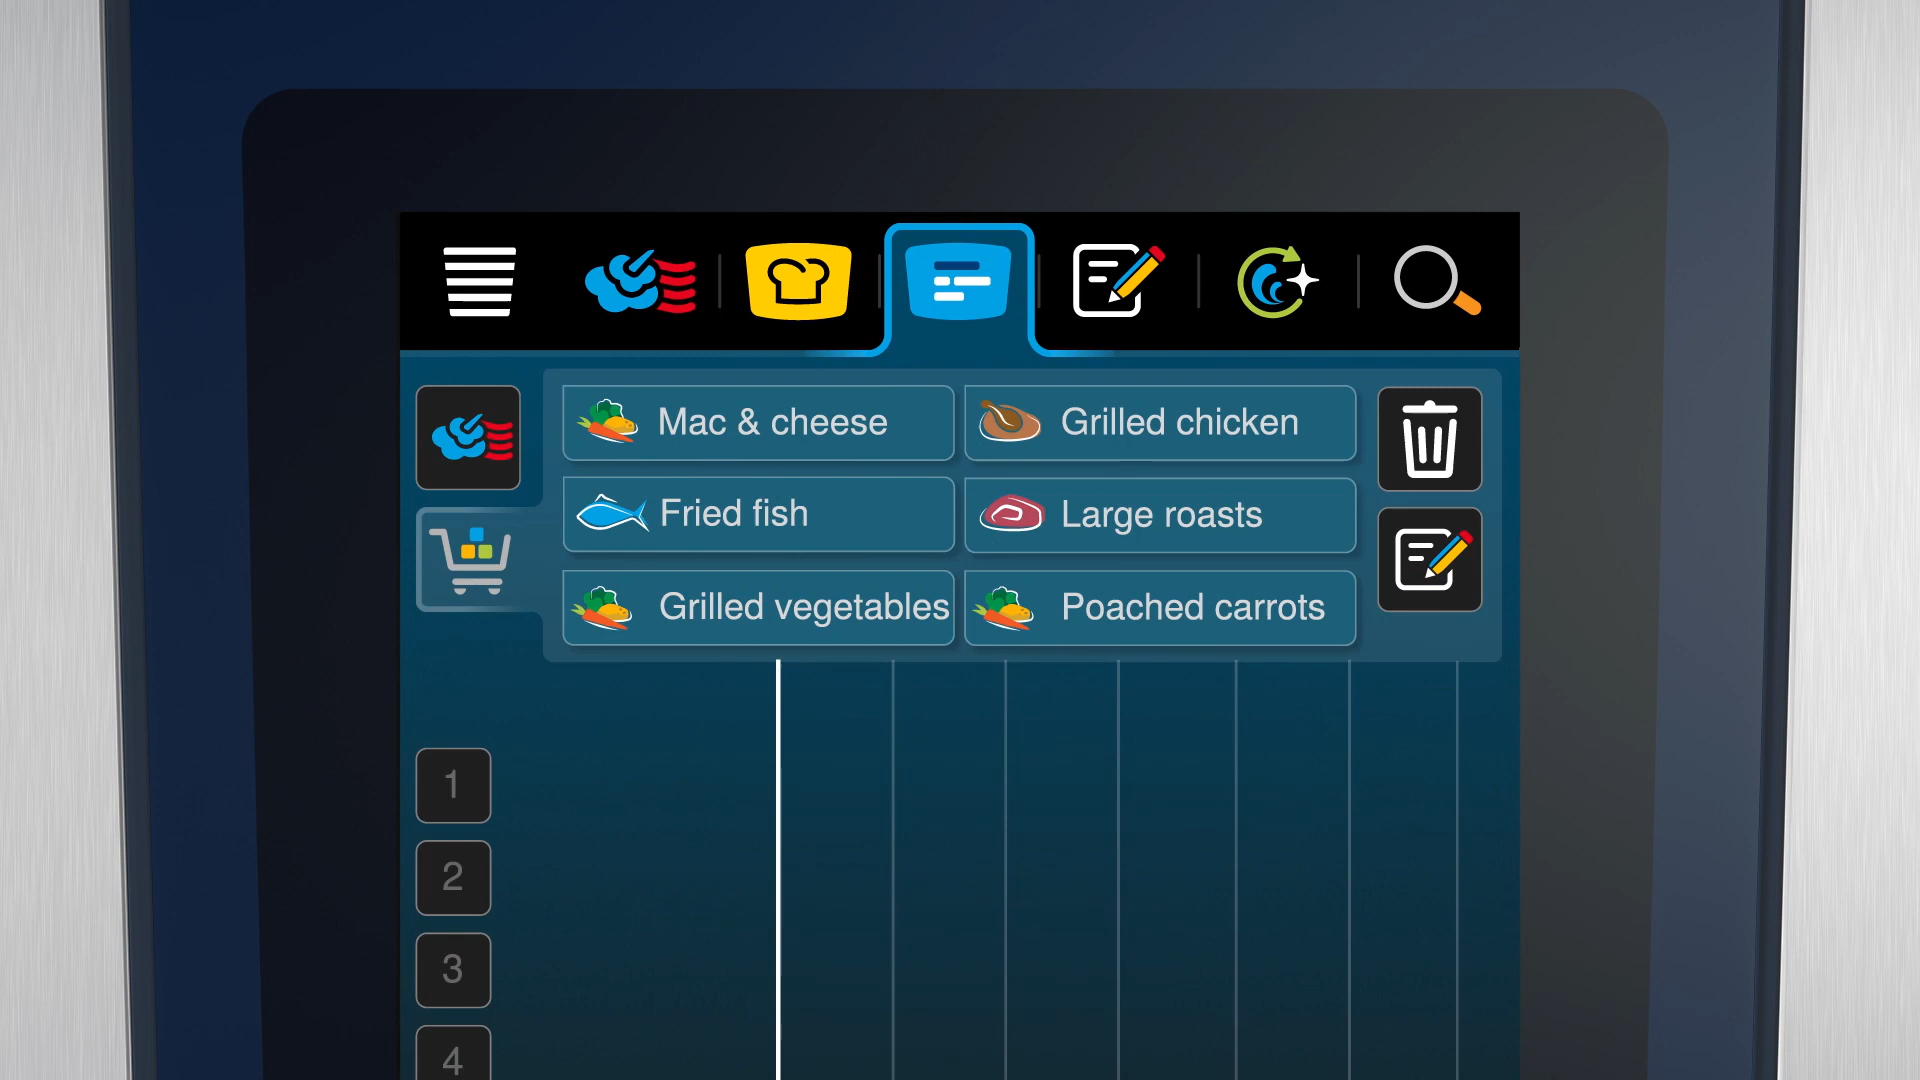 Mac & cheese
Grilled chicken
Fried fish
Large roasts
Grilled vegetables
Poached carrots
1
2
3
4